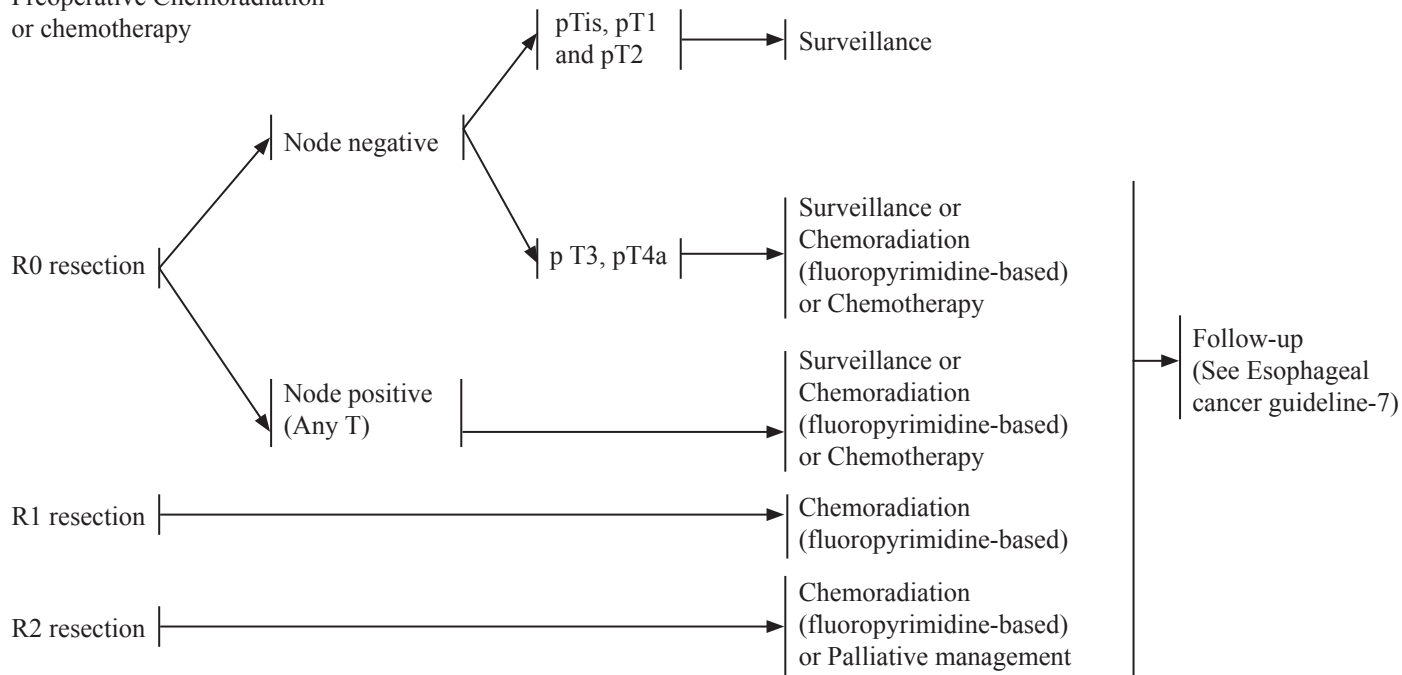 Preoperative Chemoradiation
or chemotherapy
pTis, pT1
and pT2
Surveillance
Node negative
R0 resection
p T3, pT4a
Surveillance or
Chemoradiation
(fluoropyrimidine-based)
or Chemotherapy
Node positive
(Any T)
Surveillance or
Chemoradiation
(fluoropyrimidine-based)
or Chemotherapy
R1 resection
Chemoradiation
(fluoropyrimidine-based)
R2 resection
Chemoradiation
(fluoropyrimidine-based)
or Palliative management
Follow-up
(See Esophageal
cancer guideline-7)